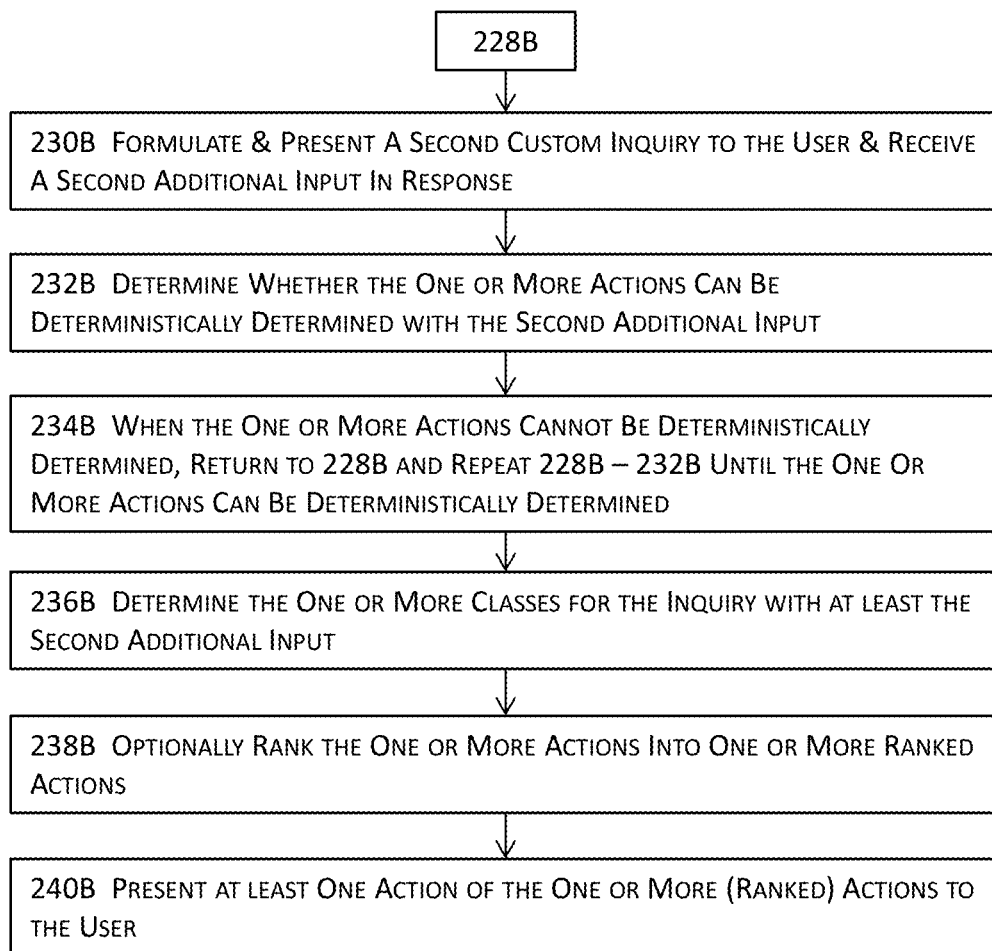 228B
230B FORMULATE & PRESENT A SECOND CUSTOM INQUIRY TO THE USER & RECEIVE
A SECOND ADDITIONAL INPUT IN RESPONSE
232B DETERMINE WHETHER THE ONE OR MORE ACTIONS CAN BE
DETERMINISTICALLY DETERMINED WITH THE SECOND ADDITIONAL INPUT
234B WHEN THE ONE OR MORE ACTIONS CANNOT BE DETERMINISTICALLY
DETERMINED, RETURN TO 228B AND REPEAT 228B – 232B UNTIL THE ONE OR
MORE ACTIONS CAN BE DETERMINISTICALLY DETERMINED
236B DETERMINE THE ONE OR MORE CLASSES FOR THE INQUIRY WITH AT LEAST THE
SECOND ADDITIONAL INPUT
238B OPTIONALLY RANK THE ONE OR MORE ACTIONS INTO ONE OR MORE RANKED
ACTIONS
240B PRESENT AT LEAST ONE ACTION OF THE ONE OR MORE (RANKED) ACTIONS TO
THE USER